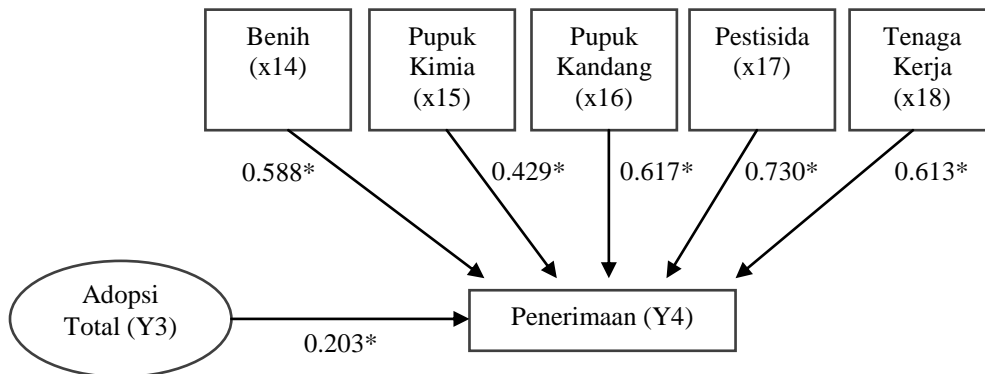 Benih
(x14)
Pupuk
Kimia
(x15)
Pupuk
Kandang
(x16)
Pestisida
(x17)
Tenaga
Kerja
(x18)
0.588*
0.429*
0.617*
0.730*
0.613*
Adopsi
Total (Y3)
0.203*
Penerimaan (Y4)